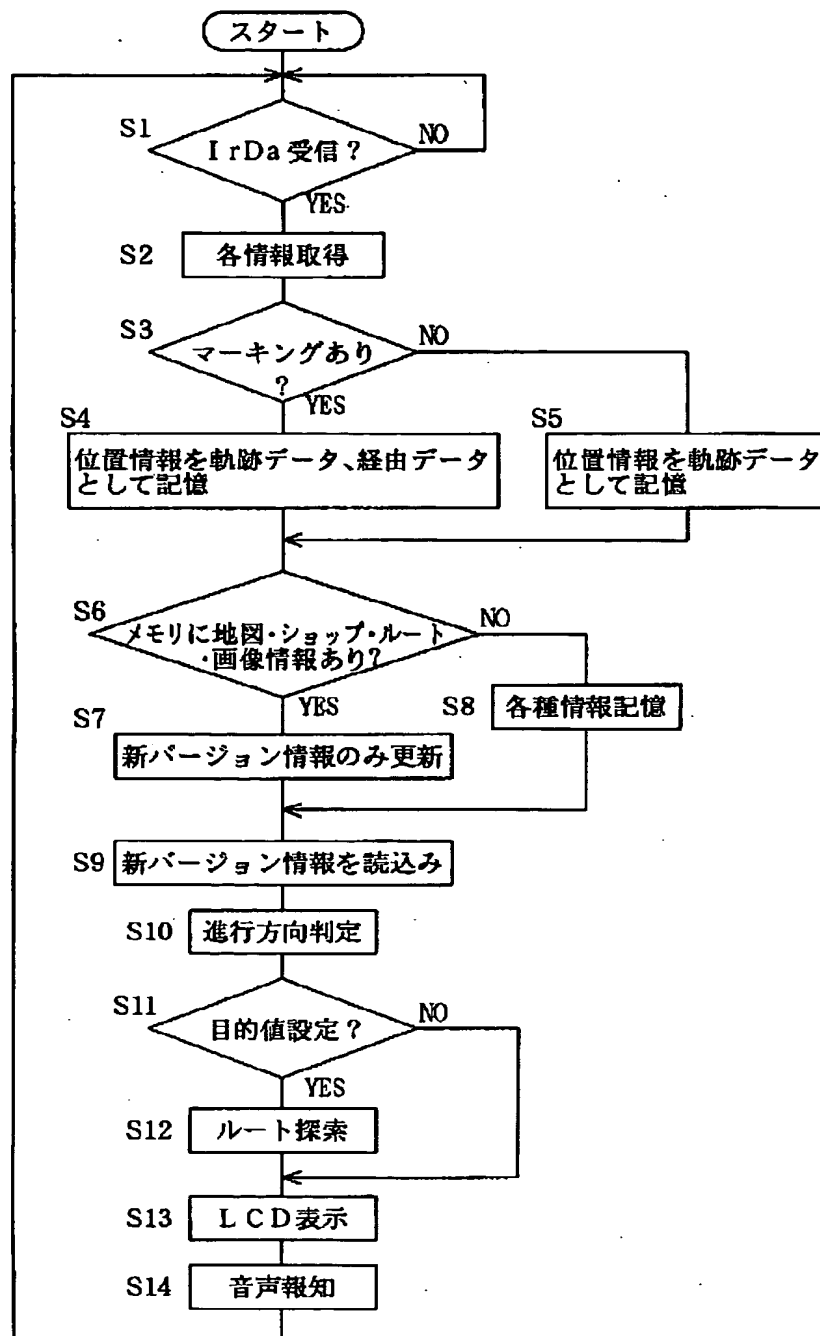 スタート
S1
IrDa受信？
NO
YES
S2
各情報取得
S3
マーキングあり
？
NO
YES
S4
位置情報を軌跡データ、経由データ
として記憶
S5
位置情報を軌跡データ
として記憶
S6
メモリに地図・ショップ・ルート
・画像情報あり？
NO
YES
S7
新バージョン情報のみ更新
S8
各種情報記憶
S9
新バージョン情報を読込み
S10
進行方向判定
S11
目的値設定？
NO
YES
S12
ルート探索
S13
LCD表示
S14
音声報知